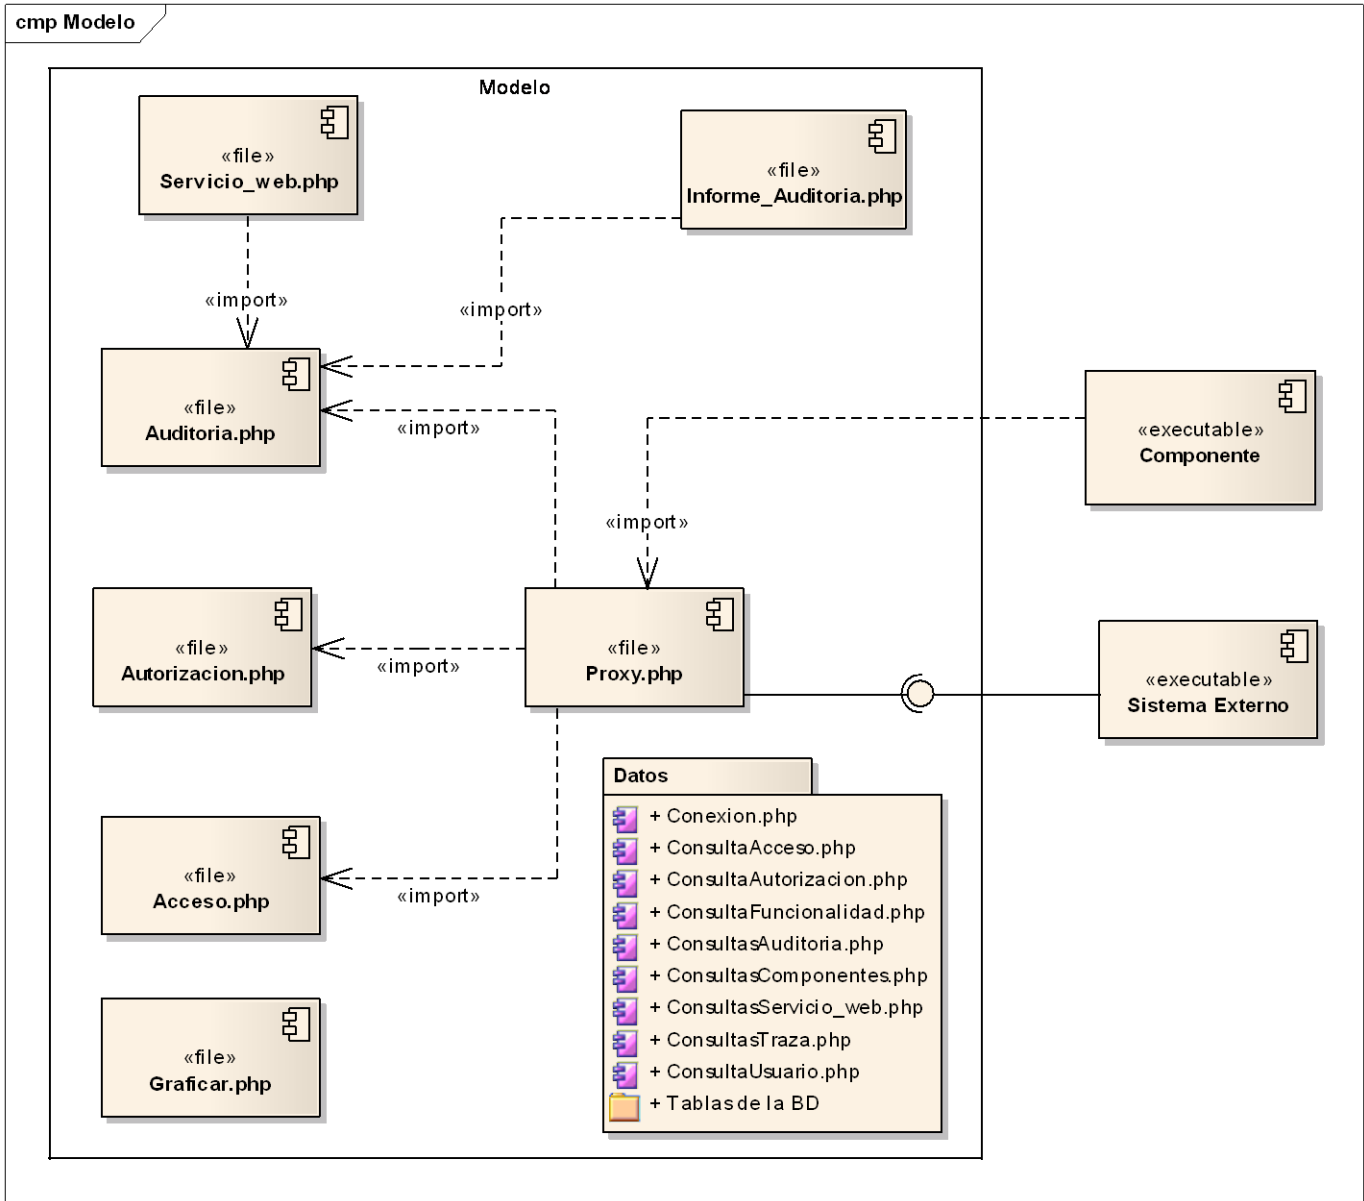 cmp Modelo
Modelo
«file»
Servicio_web.php
«file»
Informe_Auditoria.php
«import»
«import»
«file»
Auditoria.php
«import»
«executable»
Componente
«import»
«file»
Autorizacion.php
«import»
«file»
Proxy.php
«executable»
Sistema Externo
«file»
Acceso.php
«import»
Datos
+ Conexion.php
+ ConsultaAcceso.php
+ ConsultaAutorizacion.php
+ ConsultaFuncionalidad.php
+ ConsultasAuditoria.php
+ ConsultasComponentes.php
+ ConsultasServicio_web.php
+ ConsultasTraza.php
+ ConsultaUsuario.php
+ Tablas de la BD
«file»
Graficar.php